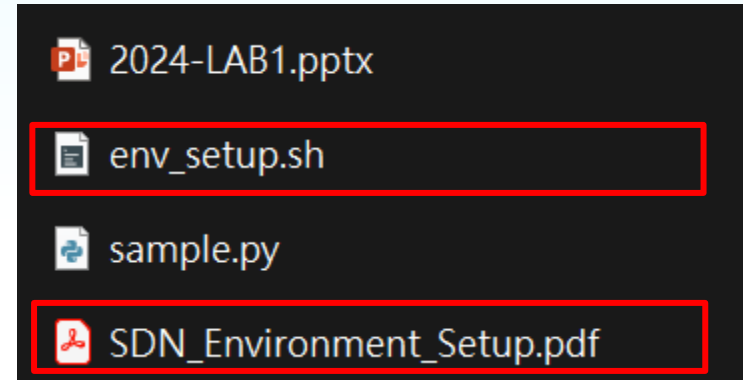 2024-LAB1.pptx
env_setup.sh
sample.py
SDN_Environment_Setup.pdf